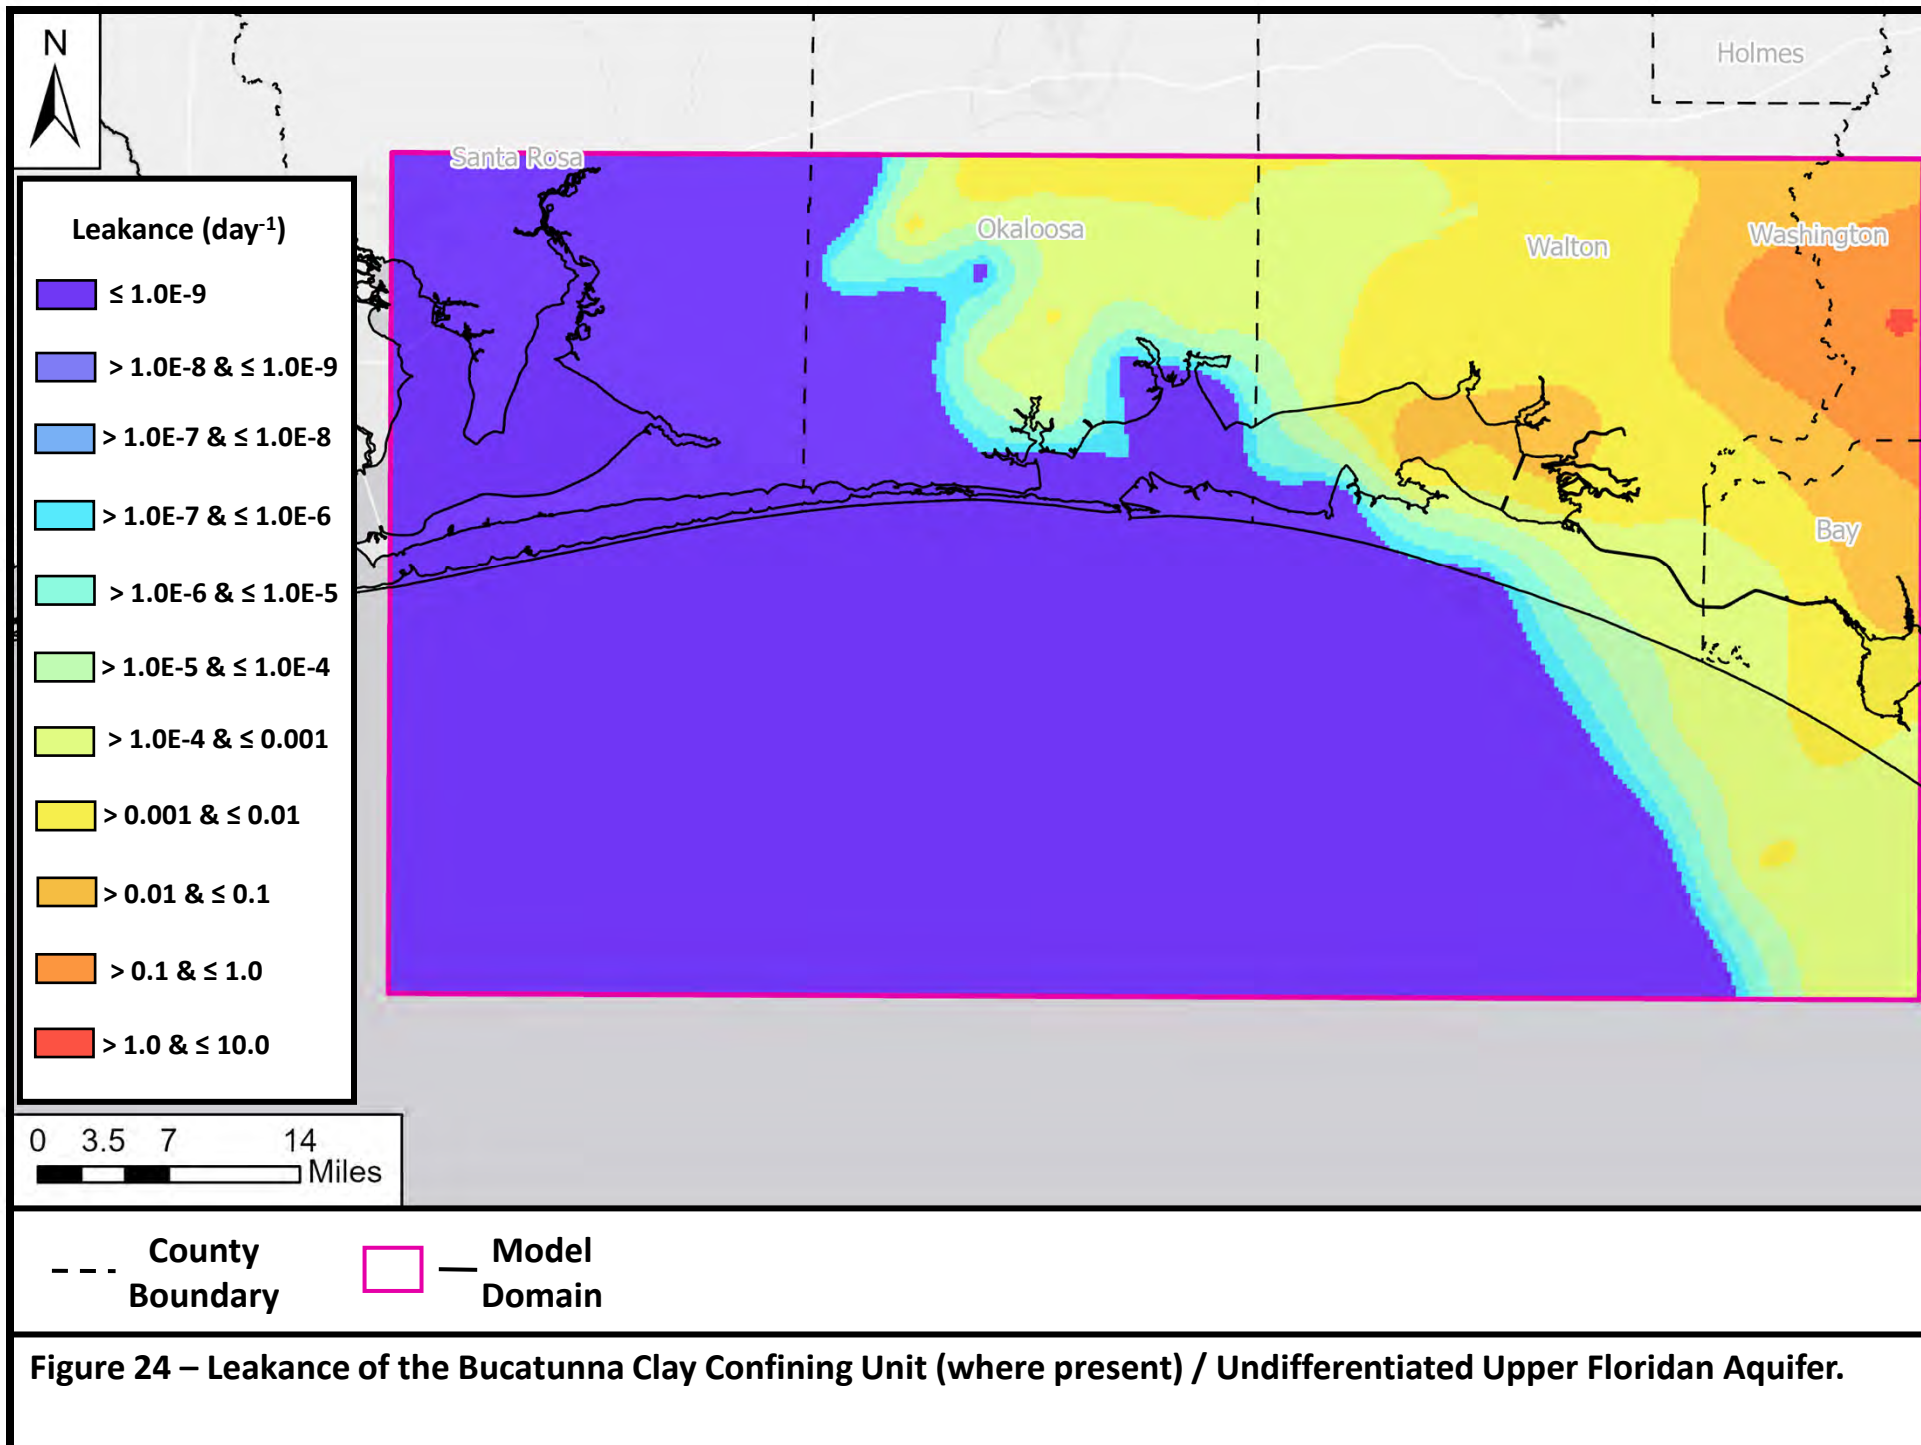 N
Holmes
Santa Rosa
Okaloosa
Walton
Washington
Bay
Leakance (day-1)
≤ 1.0E-9
> 1.0E-8 & ≤ 1.0E-9
> 1.0E-7 & ≤ 1.0E-8
> 1.0E-7 & ≤ 1.0E-6
> 1.0E-6 & ≤ 1.0E-5
> 1.0E-5 & ≤ 1.0E-4
> 1.0E-4 & ≤ 0.001
> 0.001 & ≤ 0.01
> 0.01 & ≤ 0.1
> 0.1 & ≤ 1.0
> 1.0 & ≤ 10.0
0 3.5 7 14
Miles
County
Boundary
Model
Domain
Figure 24 – Leakance of the Bucatunna Clay Confining Unit (where present) / Undifferentiated Upper Floridan Aquifer.